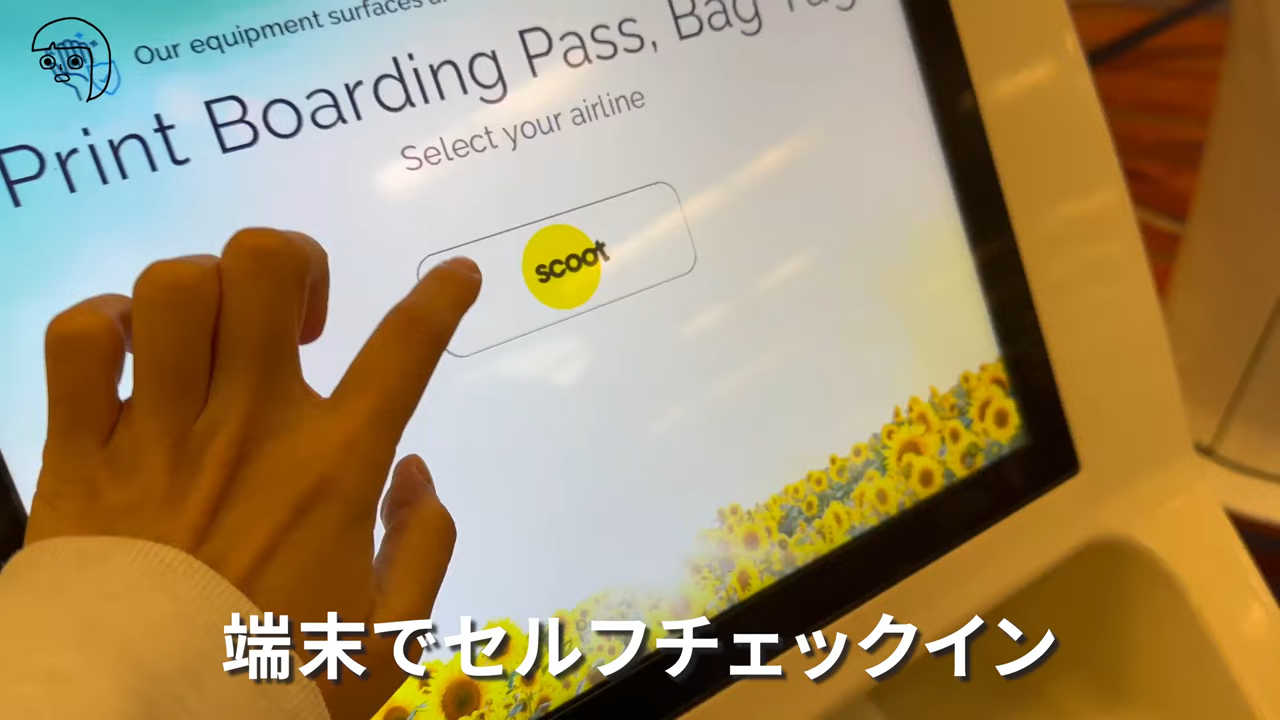 Our equipment surfaces
Print Boarding Pass, Bag Tag
Select your airline
scoot
端末でセルフチェックイン